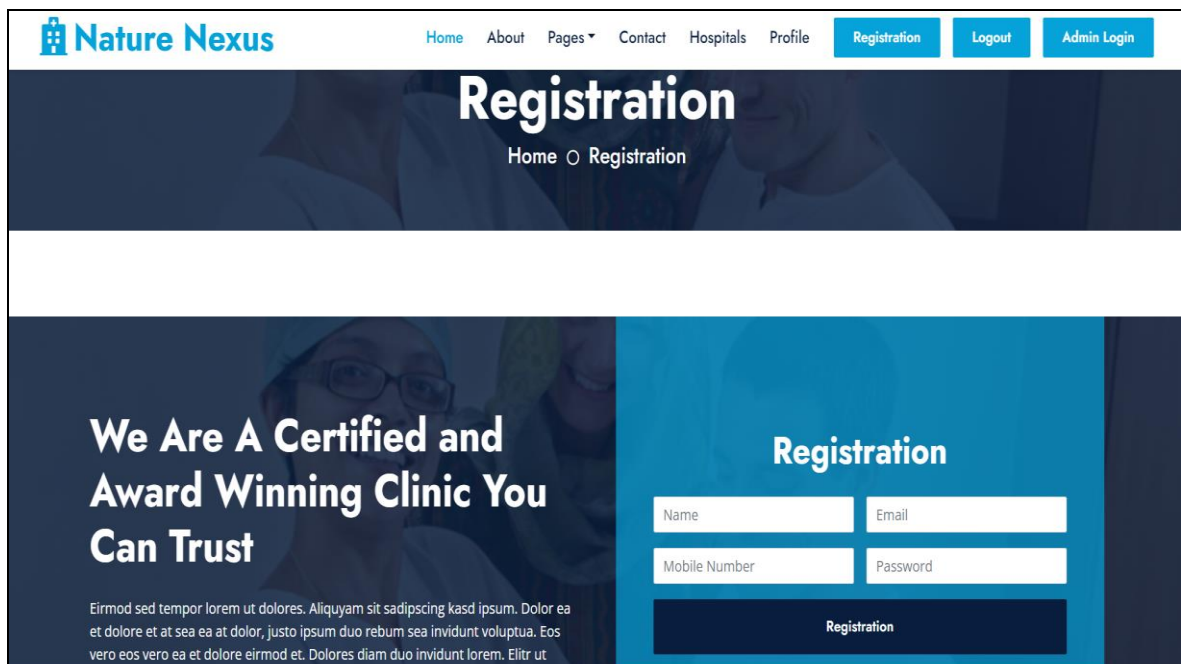 Nature Nexus
Home About Pages Contact Hospitals Profile Registration Logout Admin Login
Registration
Home Registration
We Are A Certified and
Award Winning Clinic You
Can Trust
Eirmod sed tempor lorem ut dolores. Aliquyam sit sadipscing kasd ipsum. Dolor ea
et dolore et at sea ea at dolor, justo ipsum duo rebum sea invidunt voluptua. Eos
vero eos vero ea et dolore eirmod et. Dolores diam duo invidunt lorem. Elitr ut
Registration
Name Email
Mobile Number Password
Registration